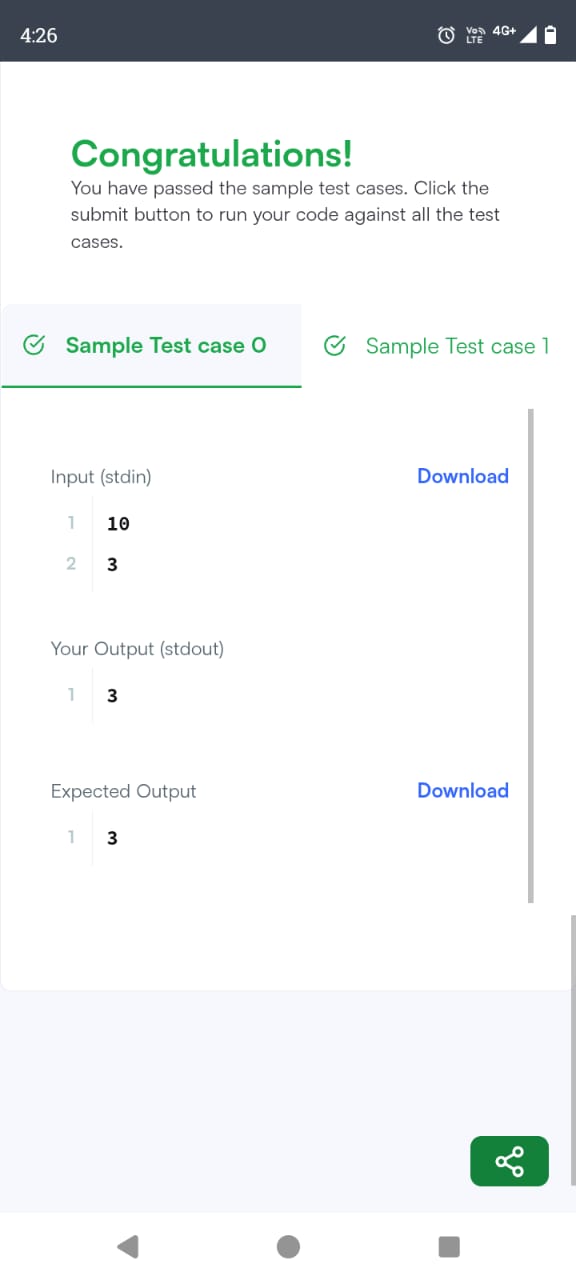 4:26
Vo) LTE 4G+
Congratulations!
You have passed the sample test cases. Click the
submit button to run your code against all the test
cases.
Sample Test case 0
Sample Test case 1
Input (stdin)
Download
1 10
2 3
Your Output (stdout)
1 3
Expected Output
Download
1 3